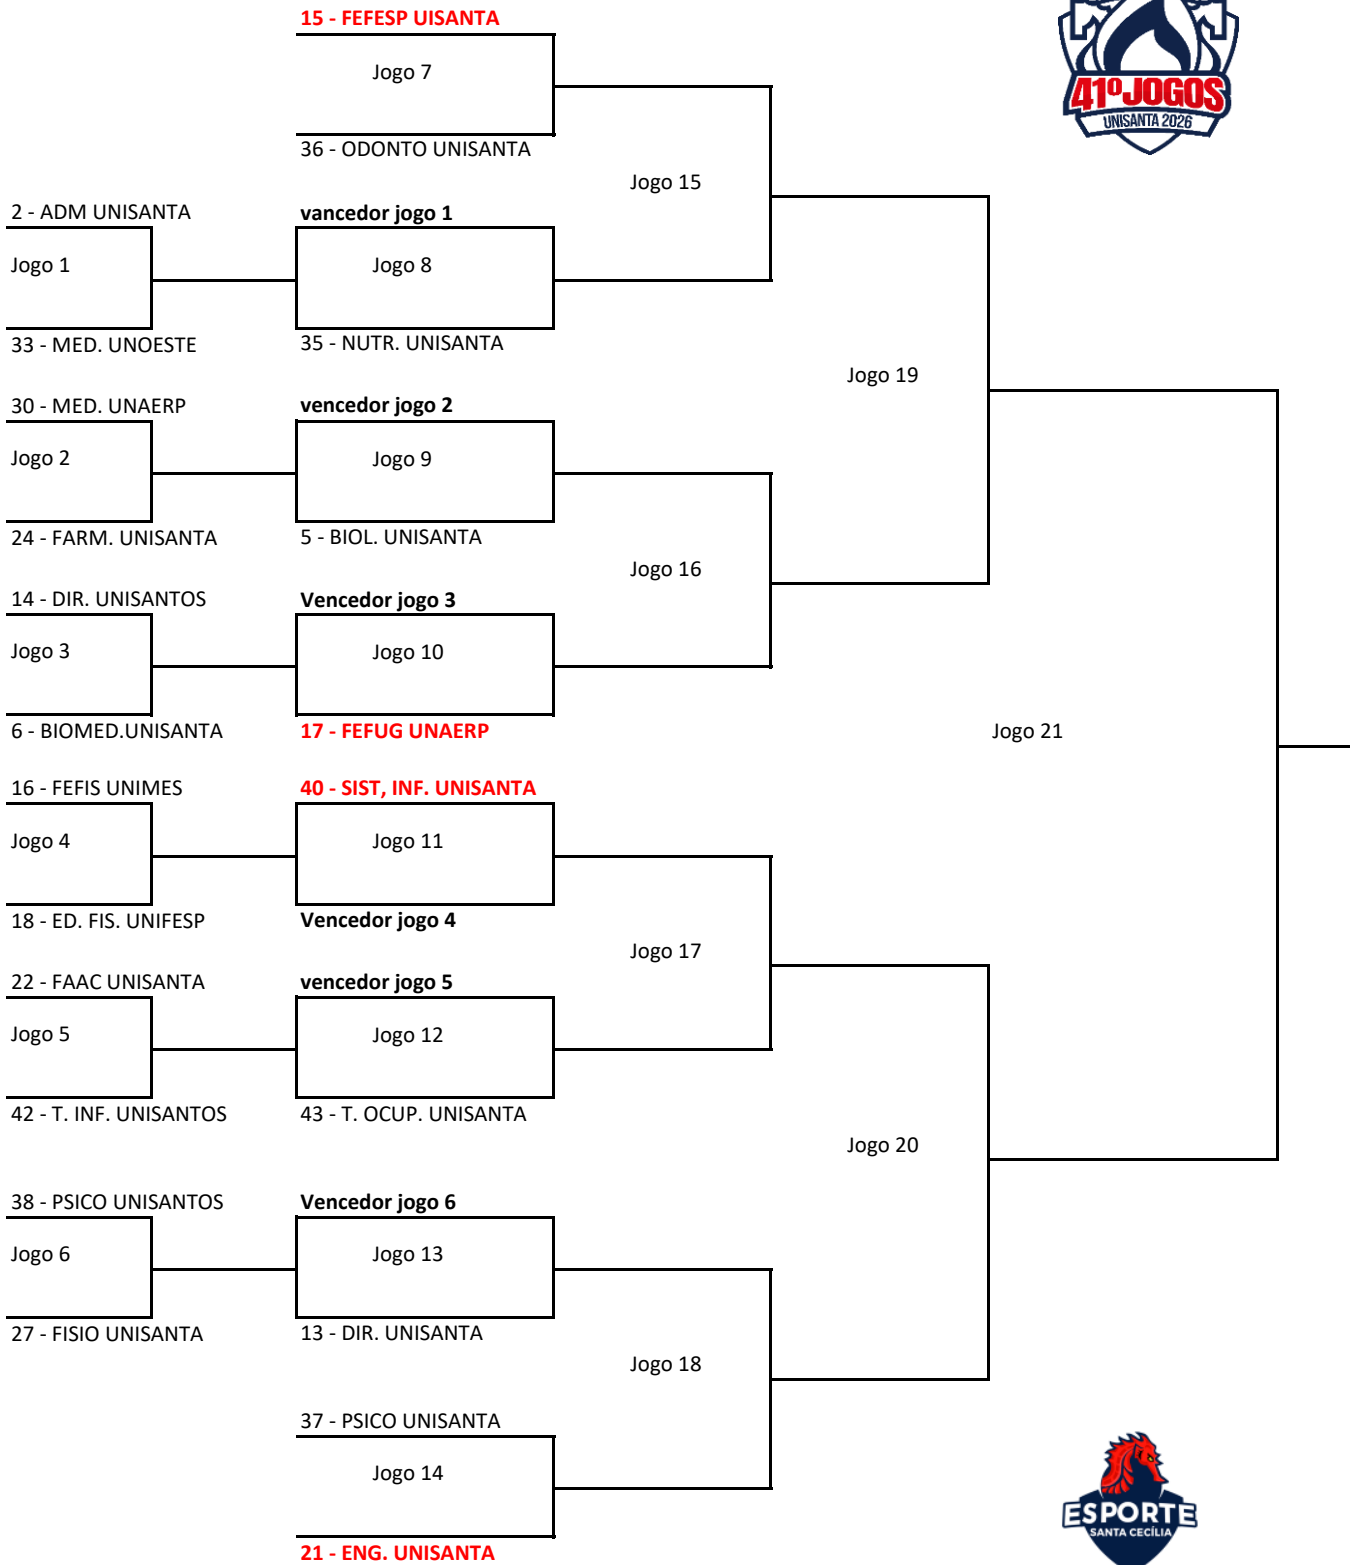 15 - FEFESP UISANTA
41º JOGOS
UNISANTA 2026
Jogo 7
36 - ODONTO UNISANTA
Jogo 15
2 - ADM UNISANTA
vancedor jogo 1
Jogo 1
Jogo 8
33 - MED. UNOESTE
35 - NUTR. UNISANTA
Jogo 19
30 - MED. UNAERP
vencedor jogo 2
Jogo 2
Jogo 9
24 - FARM. UNISANTA
5 - BIOL. UNISANTA
Jogo 16
14 - DIR. UNISANTOS
Vencedor jogo 3
Jogo 3
Jogo 10
6 - BIOMED.UNISANTA
17 - FEFUG UNAERP
Jogo 21
16 - FEFIS UNIMES
40 - SIST, INF. UNISANTA
Jogo 4
Jogo 11
18 - ED. FIS. UNIFESP
Vencedor jogo 4
Jogo 17
22 - FAAC UNISANTA
vencedor jogo 5
Jogo 5
Jogo 12
42 - T. INF. UNISANTOS
43 - T. OCUP. UNISANTA
Jogo 20
38 - PSICO UNISANTOS
Vencedor jogo 6
Jogo 6
Jogo 13
27 - FISIO UNISANTA
13 - DIR. UNISANTA
Jogo 18
37 - PSICO UNISANTA
Jogo 14
ESPORTE
SANTA CECÍLIA
21 - ENG. UNISANTA